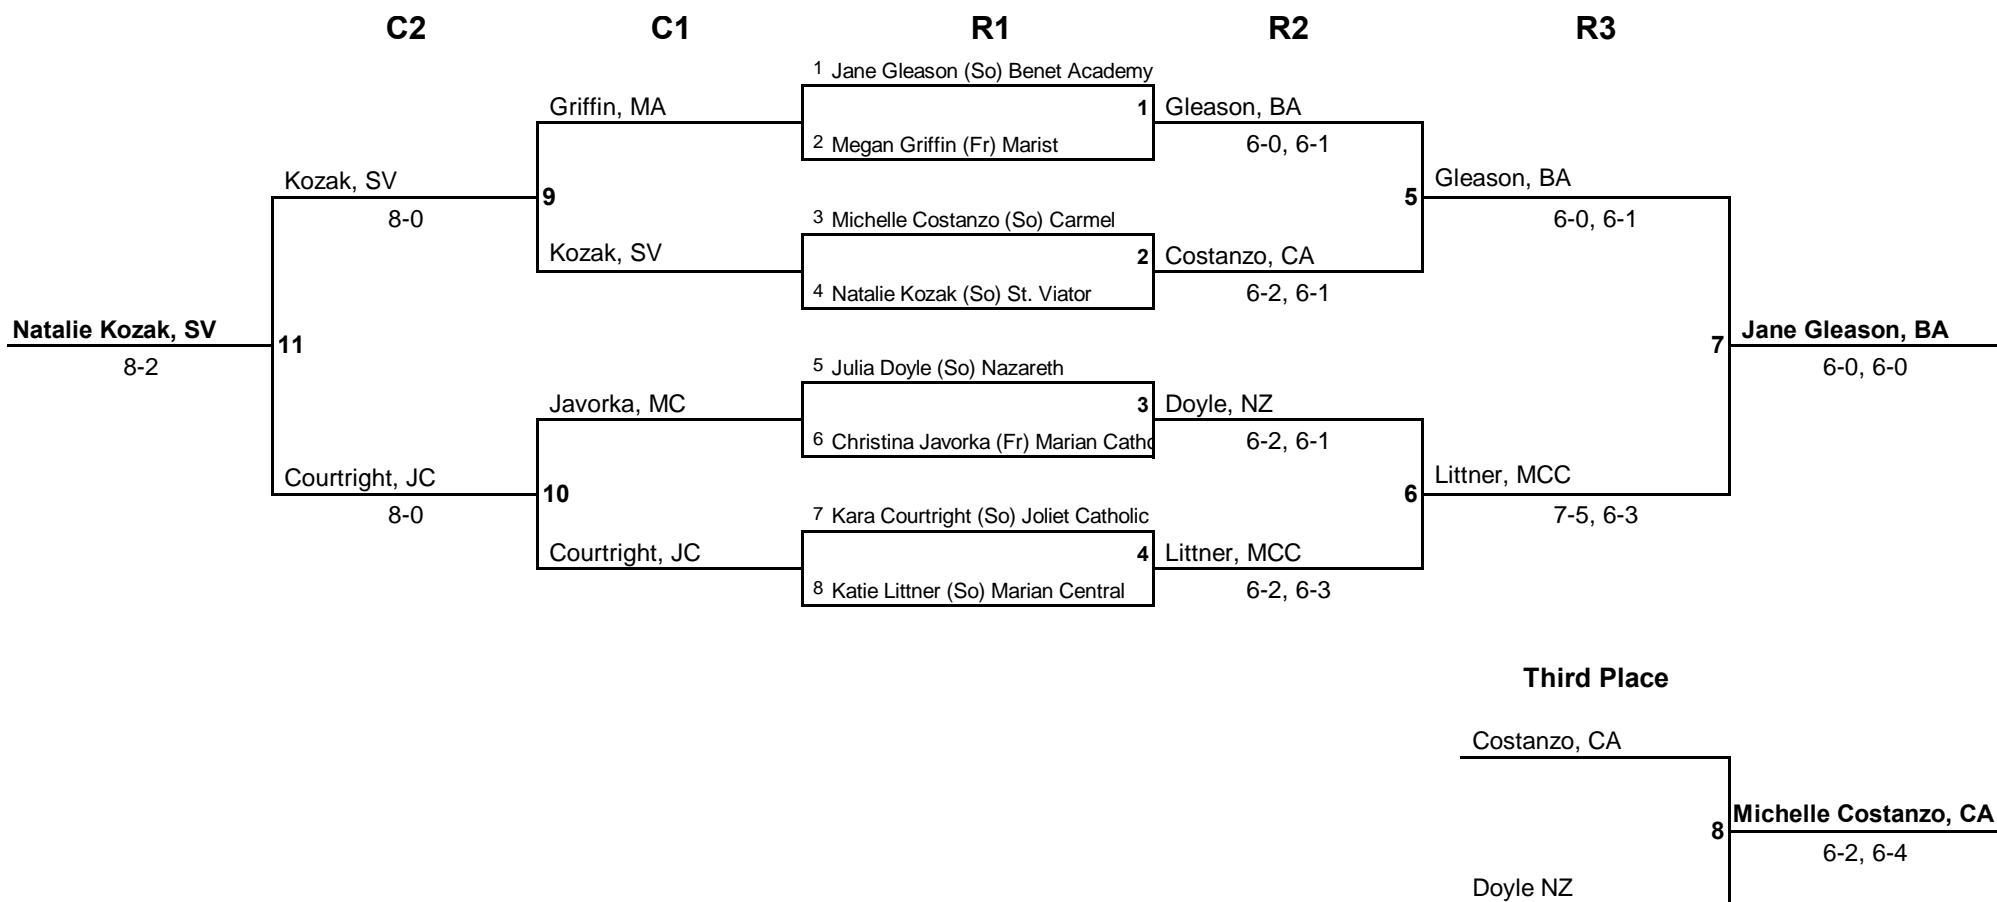 C2 C1 R1 R2 R3
1 Jane Gleason (So) Benet Academy
Griffin, MA 1 Gleason, BA
2 Megan Griffin (Fr) Marist 6-0, 6-1
Kozak, SV Gleason, BA
9 5
8-0 3 Michelle Costanzo (So) Carmel 6-0, 6-1
Kozak, SV 2 Costanzo, CA
4 Natalie Kozak (So) St. Viator 6-2, 6-1
Natalie Kozak, SV 11 7 Jane Gleason, BA
8-2 5 Julia Doyle (So) Nazareth 6-0, 6-0
Javorka, MC 3 Doyle, NZ
6 Christina Javorka (Fr) Marian Catho 6-2, 6-1
Courtright, JC Littner, MCC
10 6
8-0 7 Kara Courtright (So) Joliet Catholic 7-5, 6-3
Courtright, JC 4 Littner, MCC
8 Katie Littner (So) Marian Central 6-2, 6-3
Third Place
Costanzo, CA
Michelle Costanzo, CA
8
6-2, 6-4
Doyle NZ